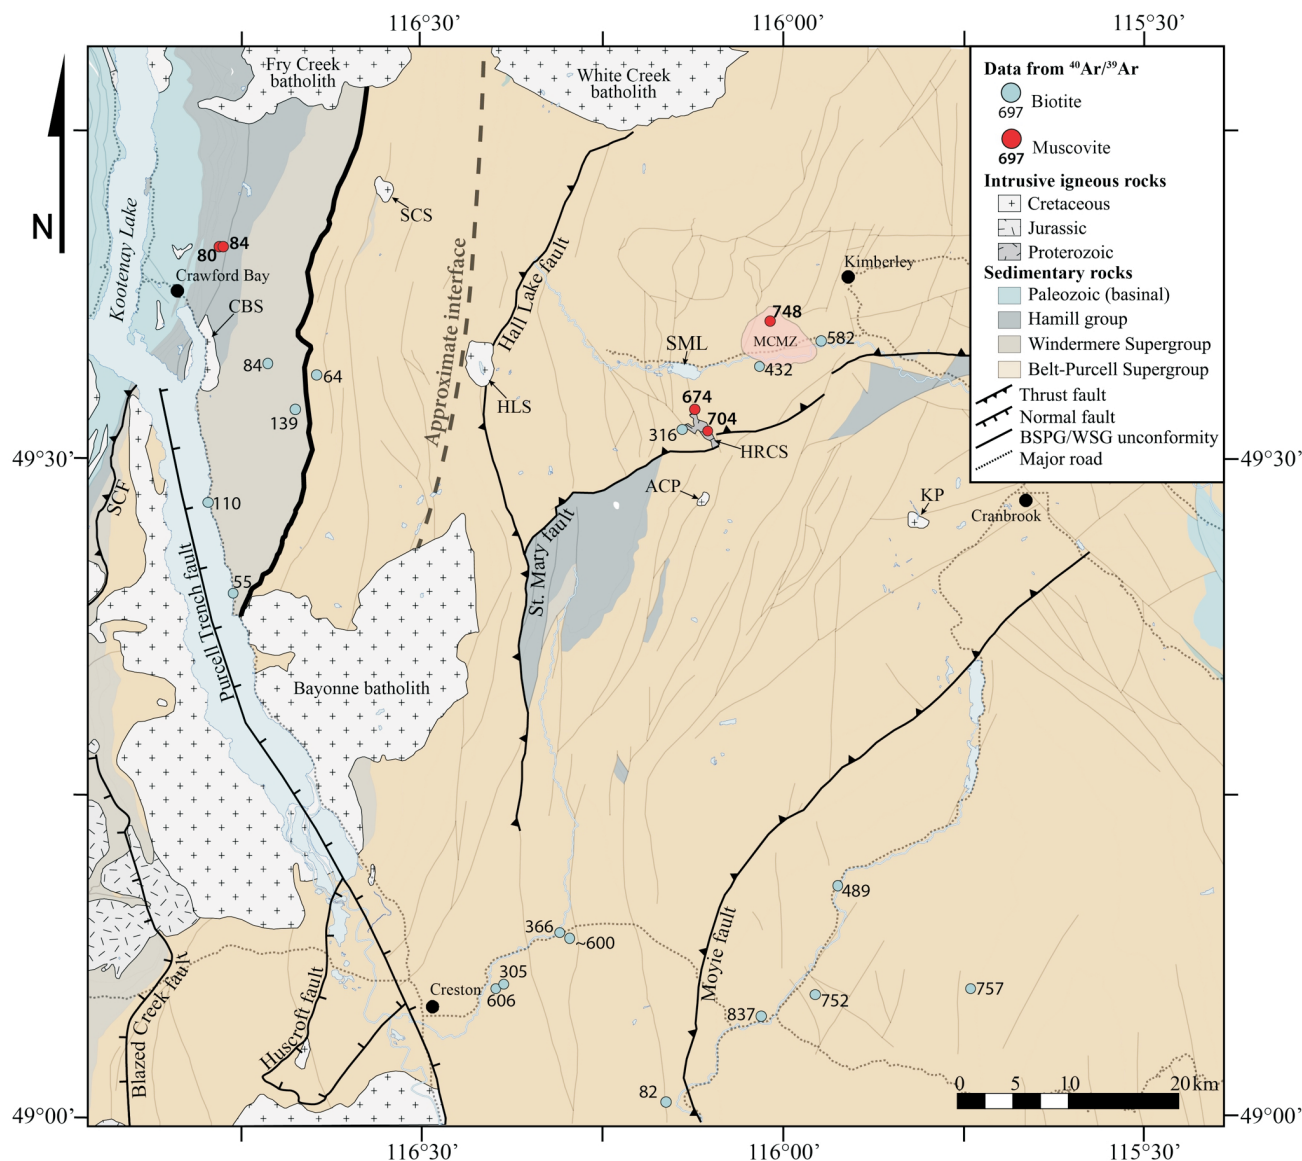 116°30’
116°00’
115°30’
Fry Creek
batholith
White Creek
batholith
Data from ⁴⁰Ar/³⁹Ar
697
Biotite
697
Muscovite
Intrusive igneous rocks
Cretaceous
Jurassic
Proterozoic
Sedimentary rocks
Paleozoic (basinal)
Hamill group
Windermere Supergroup
Belt-Purcell Supergroup
Thrust fault
Normal fault
BSPG/WSG unconformity
Major road
N
Kootenay Lake
SCS
80
84
Crawford Bay
CBS
Approximate interface
Hall Lake fault
Kimberley
748
MCMZ
582
432
SML
84
64
139
HLS
674
704
316
HRCS
49°30’
49°30’
SCF
110
ACP
KP
Cranbrook
Purcell Trench fault
55
St. Mary fault
Bayonne batholith
489
366
~600
305
606
Creston
Moyie fault
757
752
837
Blazed Creek fault
Huscroft fault
82
0
5
10
20 km
49°00’
49°00’
116°30’
116°00’
115°30’